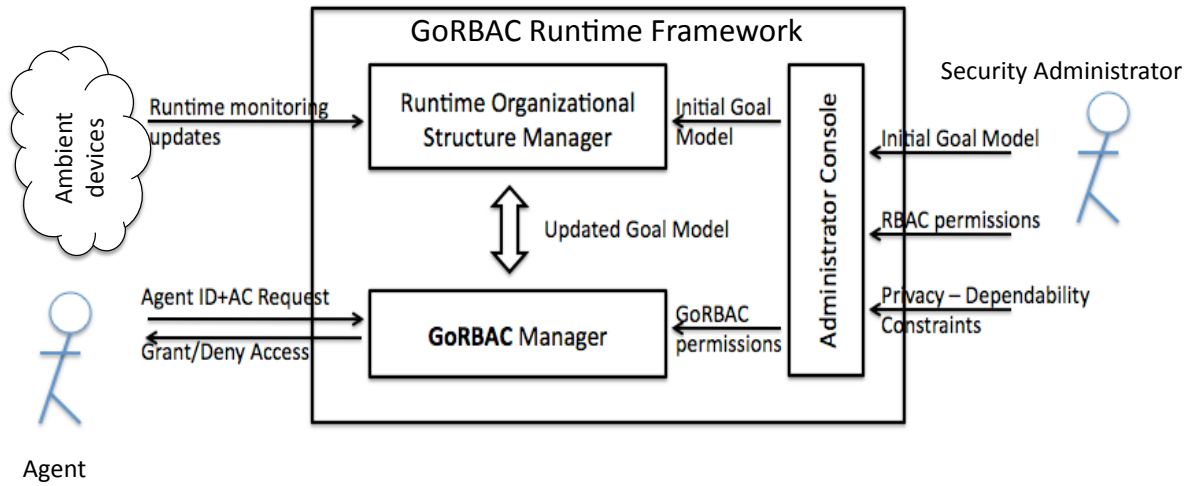 GoRBAC Runtime Framework
Security Administrator
Ambient
devices
Runtime monitoring
updates
Runtime Organizational
Structure Manager
Initial Goal
Model
Administrator Console
Initial Goal Model
RBAC permissions
Privacy – Dependability
Constraints
Updated Goal Model
Agent ID+AC Request
Grant/Deny Access
GoRBAC Manager
GoRBAC
permissions
Agent